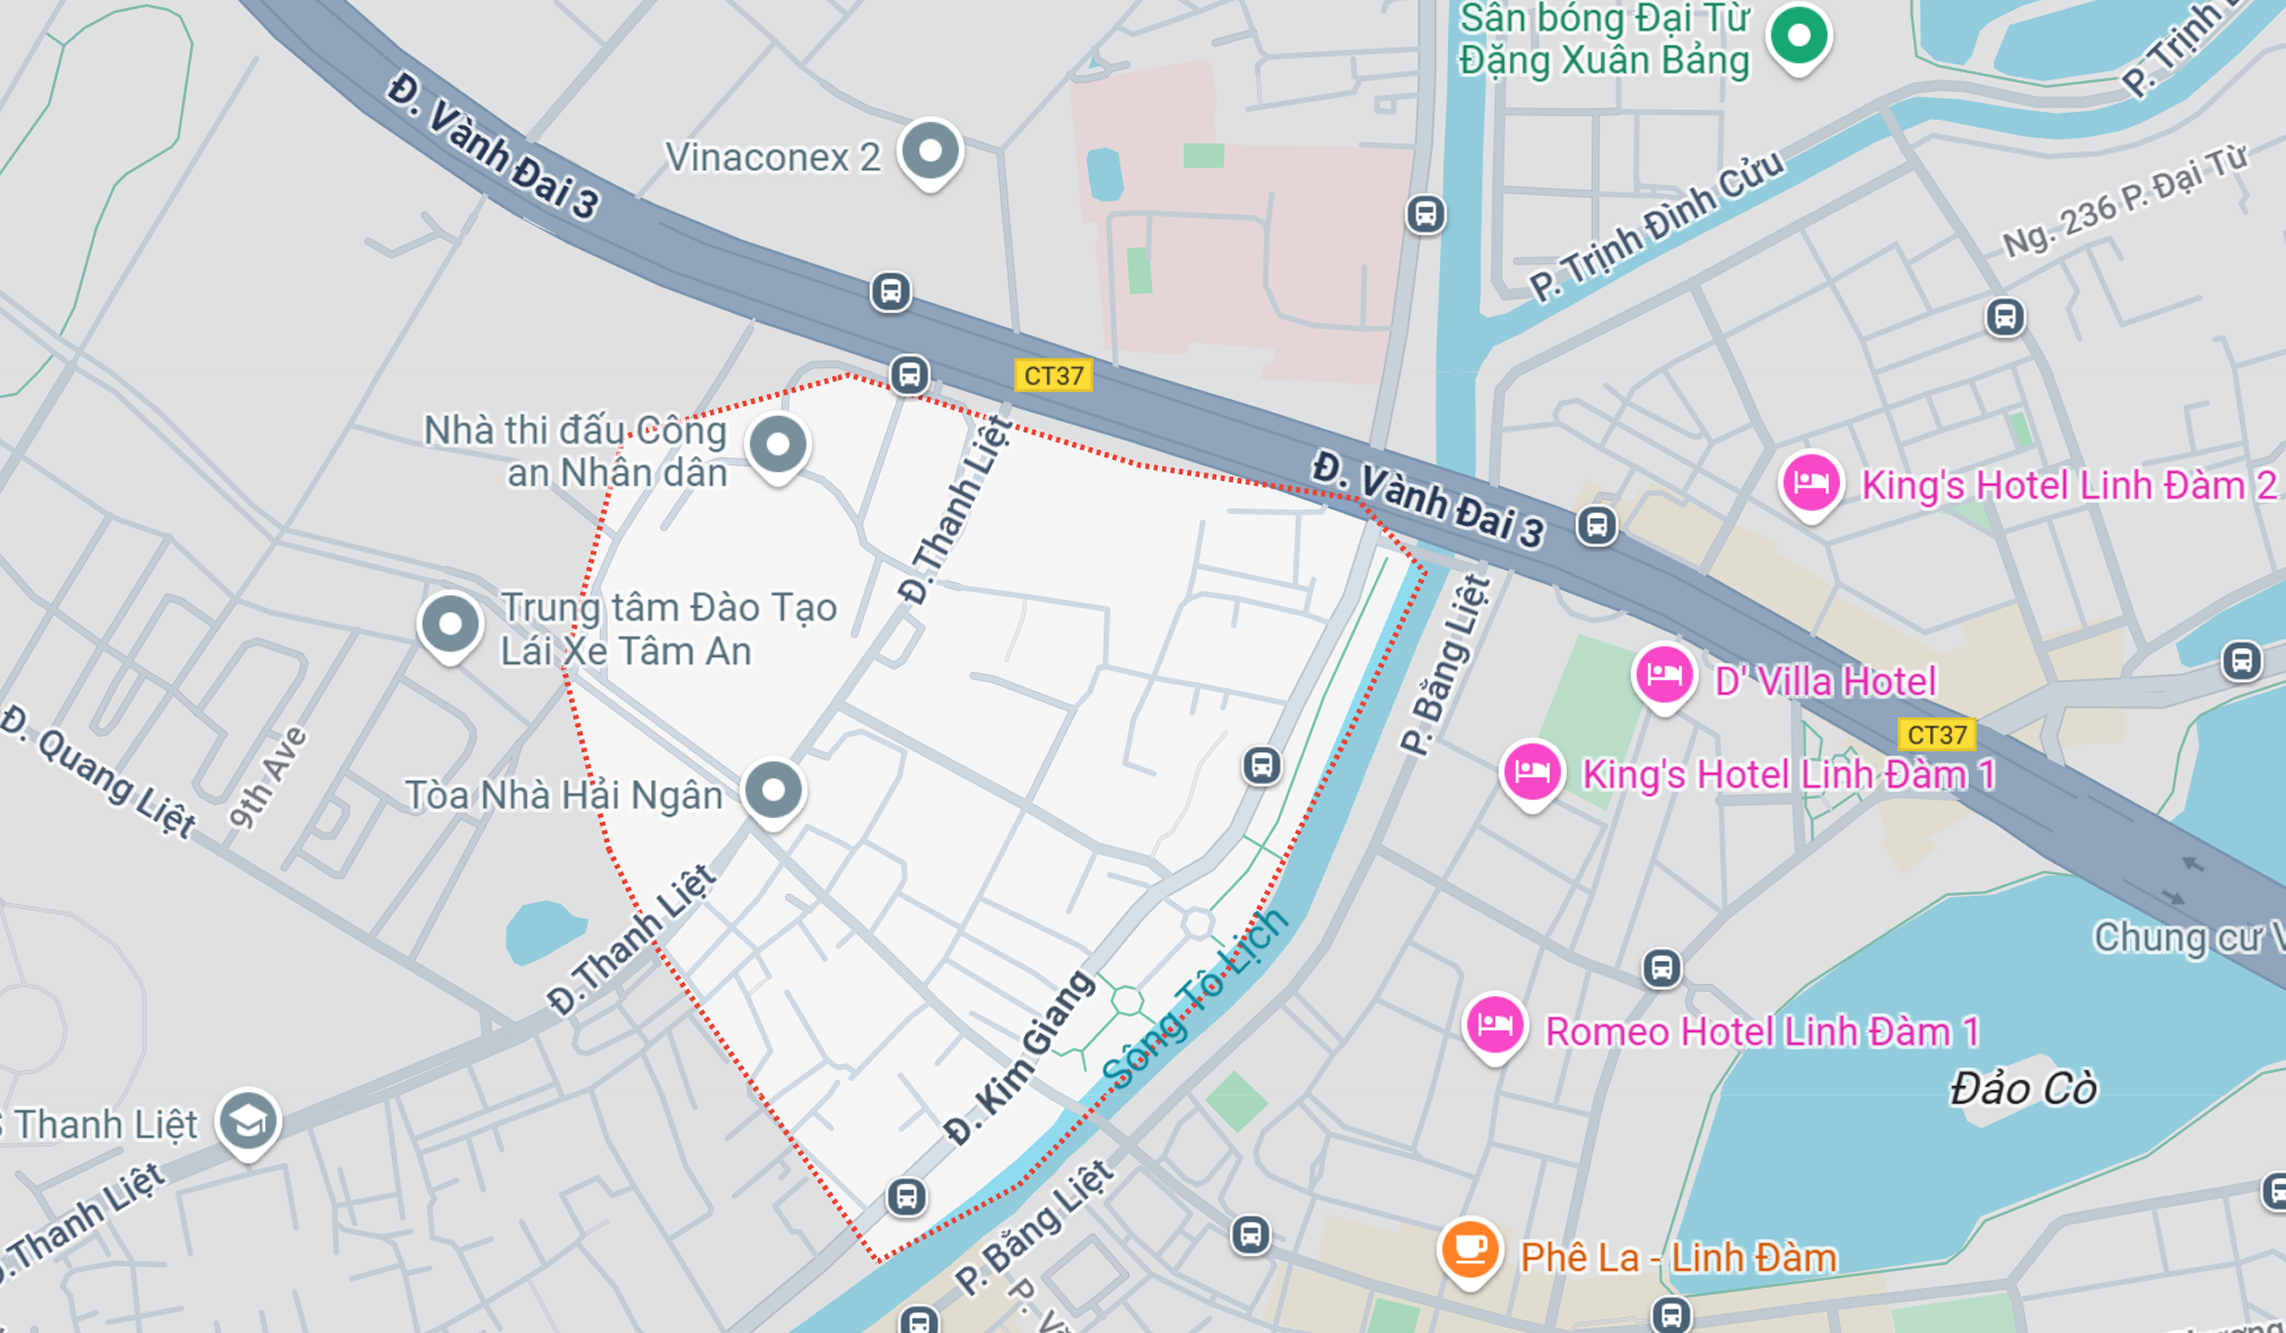 Sân bóng Đại Từ
Đặng Xuân Bảng
P. Trịnh
Đ. Vành Đai 3
Vinaconex 2
P. Trịnh Đình Cửu
Ng. 236 P. Đại Từ
CT37
Nhà thi đấu Công
an Nhân dân
Đ. Thanh Liệt
Đ. Vành Đai 3
King's Hotel Linh Đàm 2
Trung tâm Đào Tạo
Lái Xe Tâm An
P. Bằng Liệt
D' Villa Hotel
CT37
Đ. Quang Liệt
9th Ave
Tòa Nhà Hải Ngân
King's Hotel Linh Đàm 1
Đ. Thanh Liệt
Sông Tô Lịch
Chung cư
Đ. Kim Giang
Romeo Hotel Linh Đàm 1
Đảo Cò
Thanh Liệt
Đ. Thanh Liệt
P. Bằng Liệt
Phê La - Linh Đàm
P.